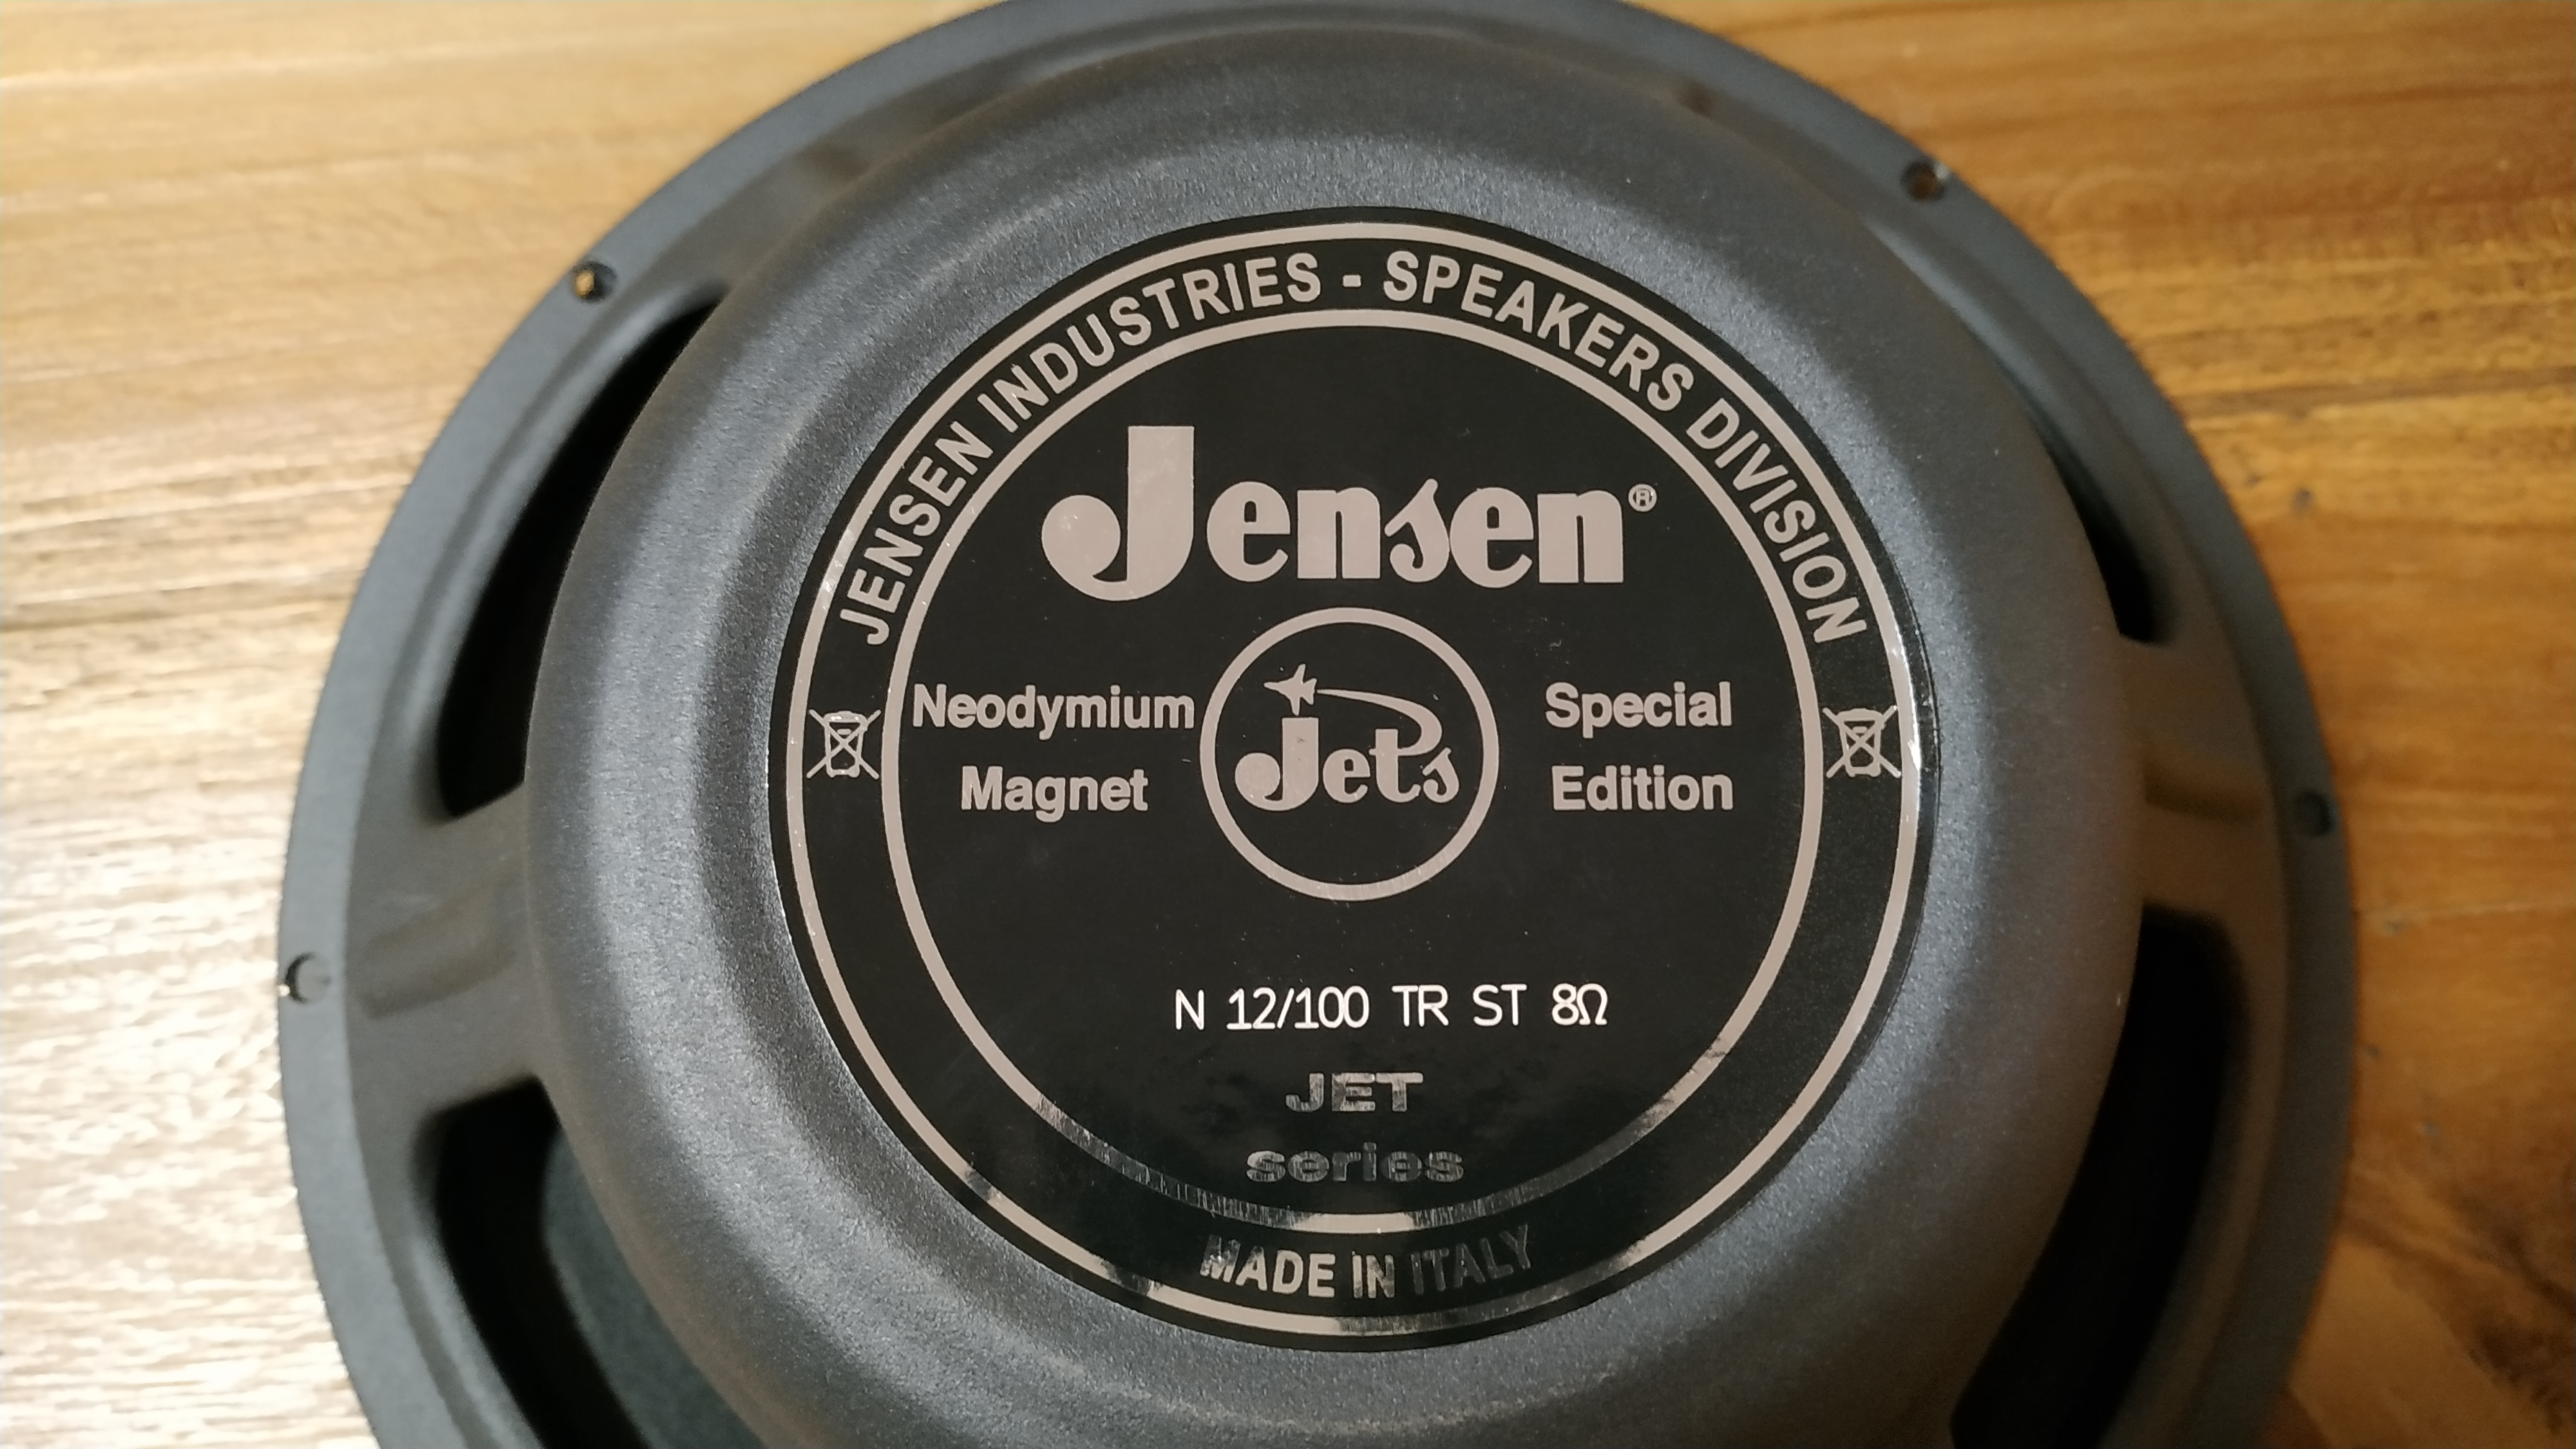 JENSEN INDUSTRIES - SPEAKERS DIVISION
Jensen®
Neodymium
Magnet
Jets
Special
Edition
N 12/100 TR ST 8Ω
JET
series
MADE IN ITALY